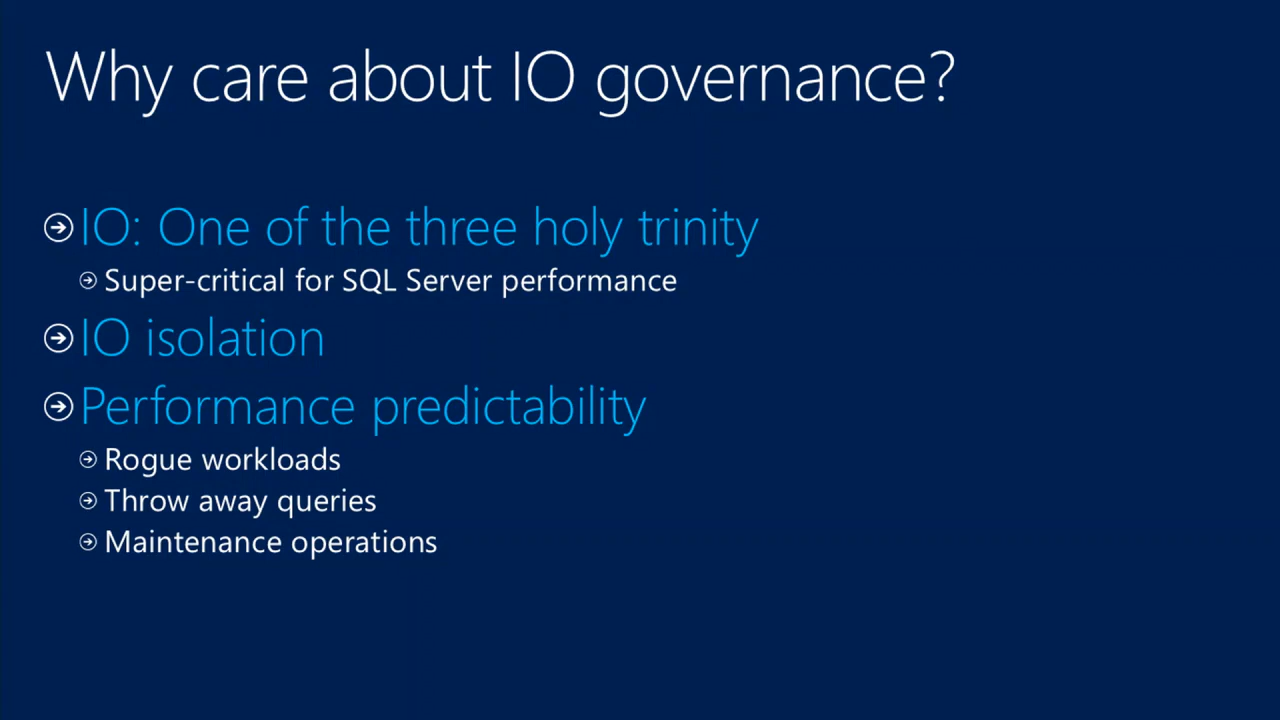 Why care about IO governance?
IO: One of the three holy trinity
Super-critical for SQL Server performance
IO isolation
Performance predictability
Rogue workloads
Throw away queries
Maintenance operations